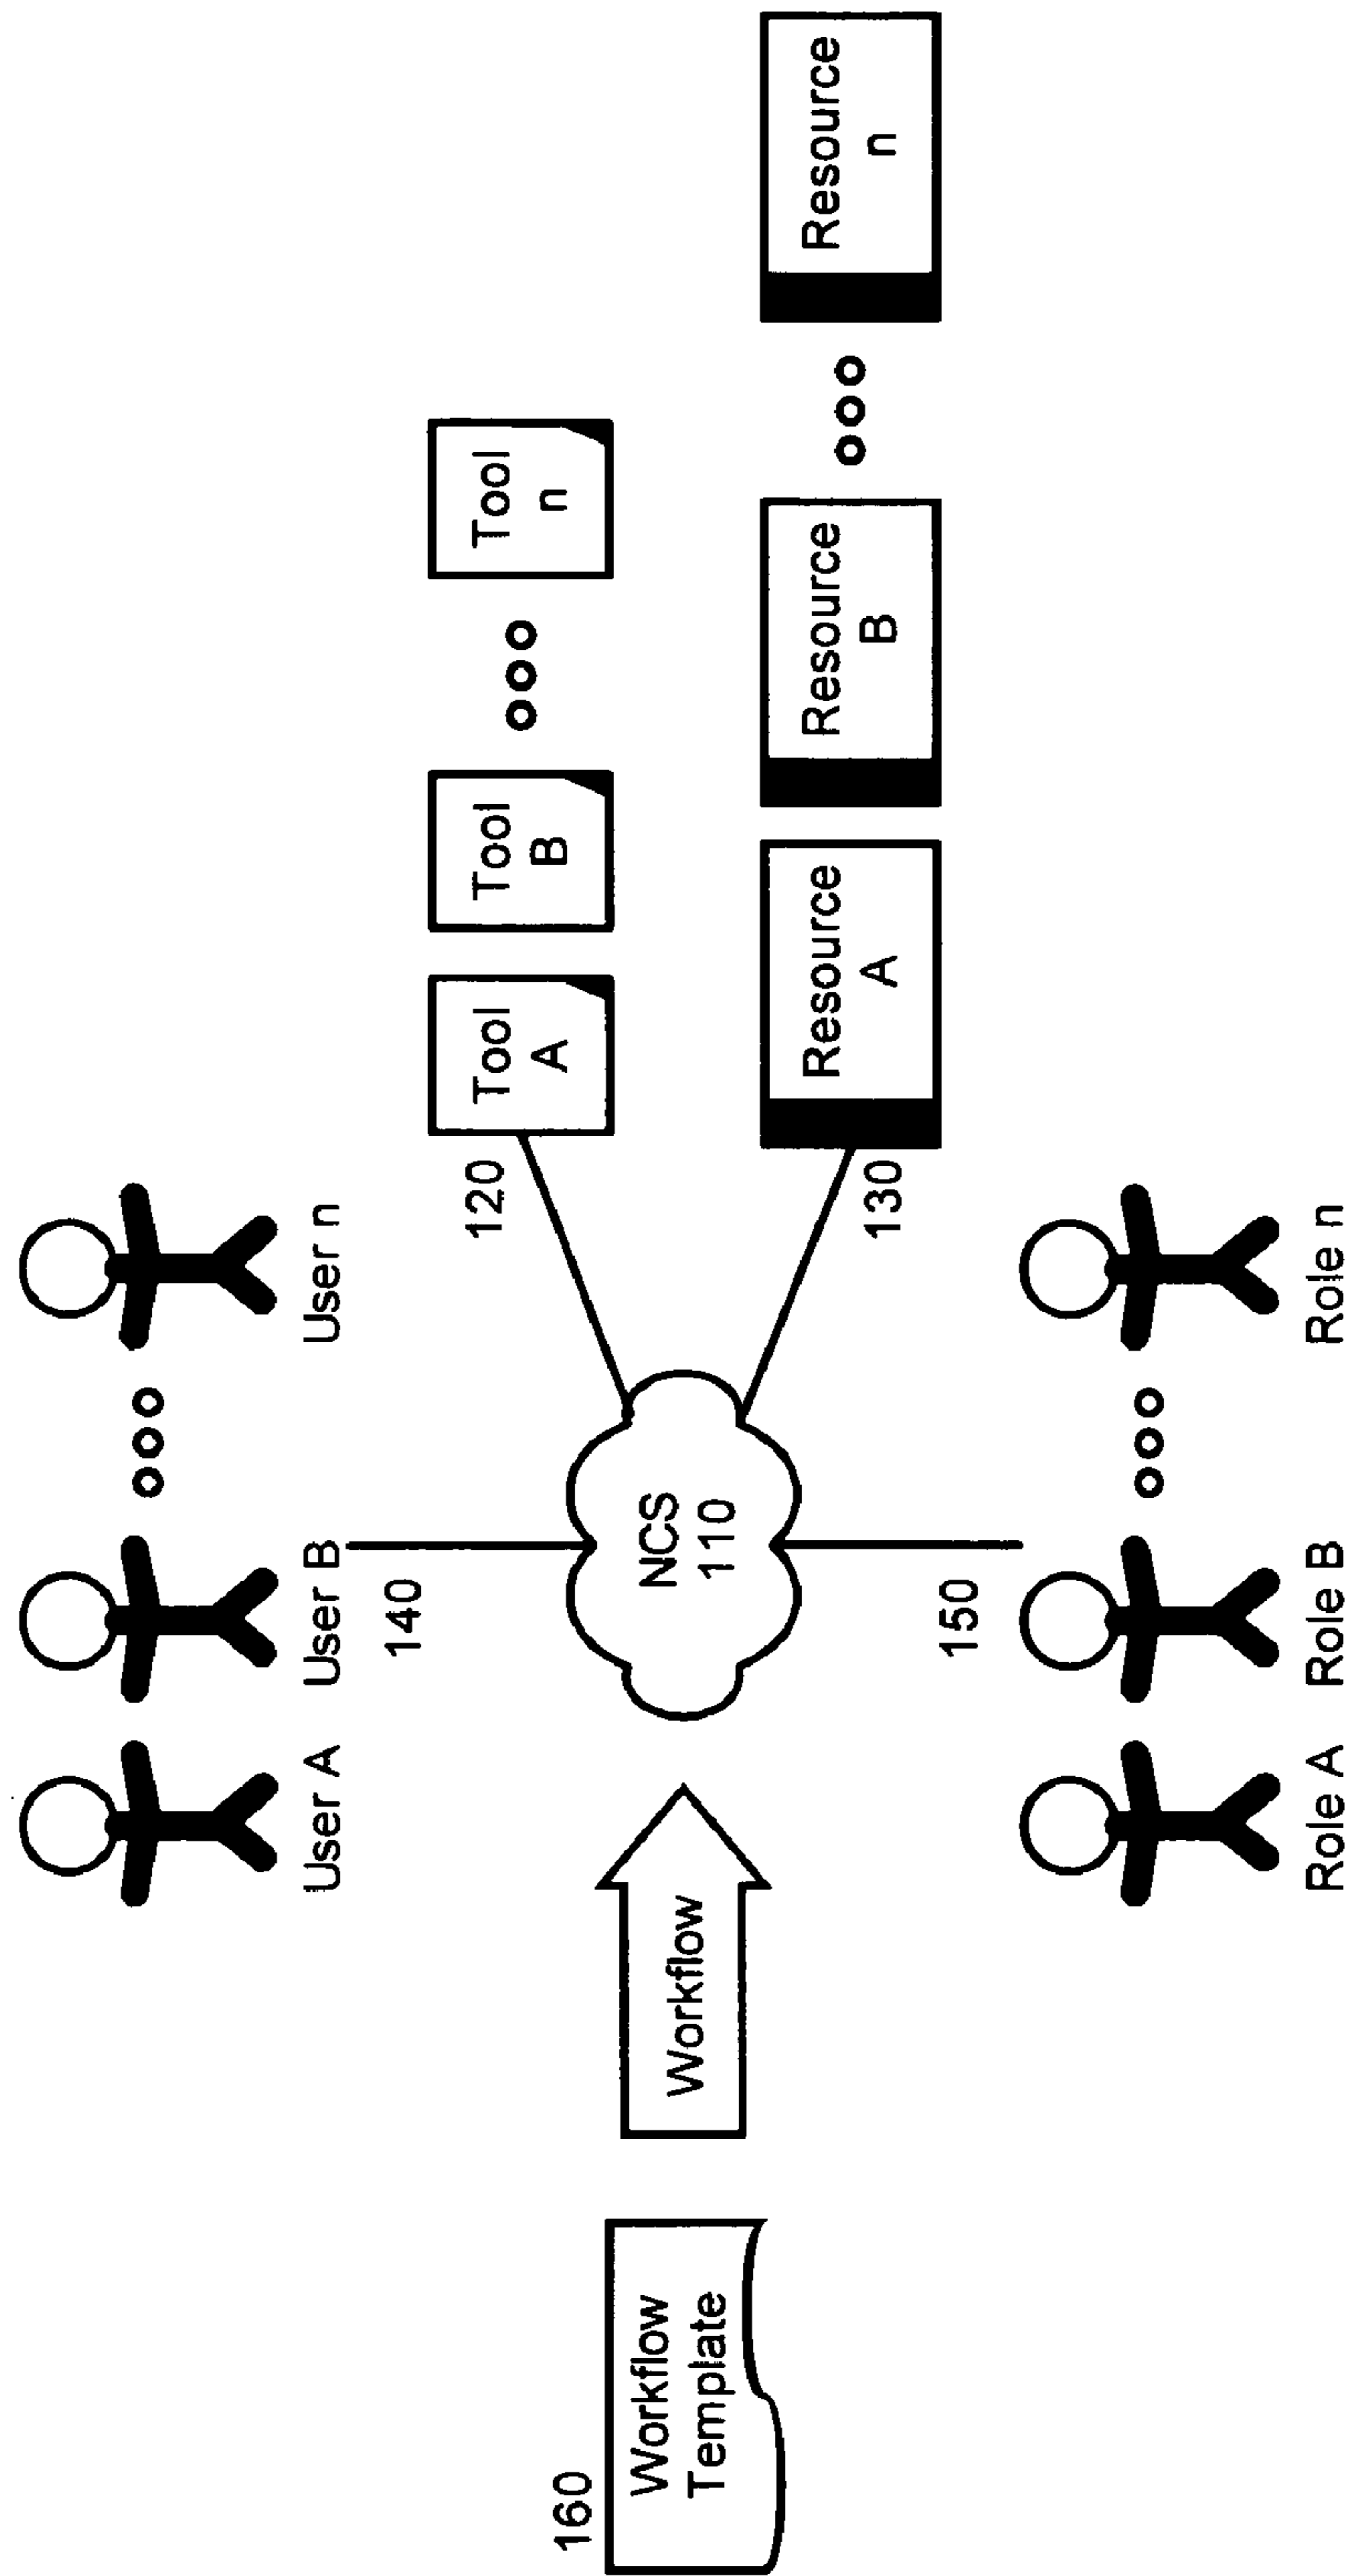 User A
User B
User n
140
160
Workflow
Template
Workflow
NCS
110
120
Tool
A
Tool
B
Tool
n
130
Resource
A
Resource
B
Resource
n
150
Role A
Role B
Role n